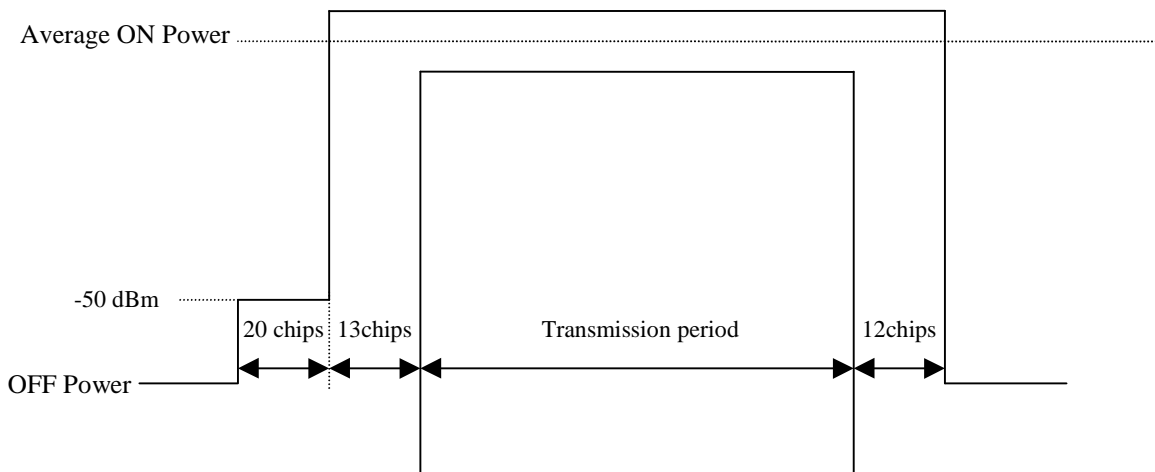 Average ON Power
-50 dBm
20 chips
13chips
Transmission period
12chips
OFF Power